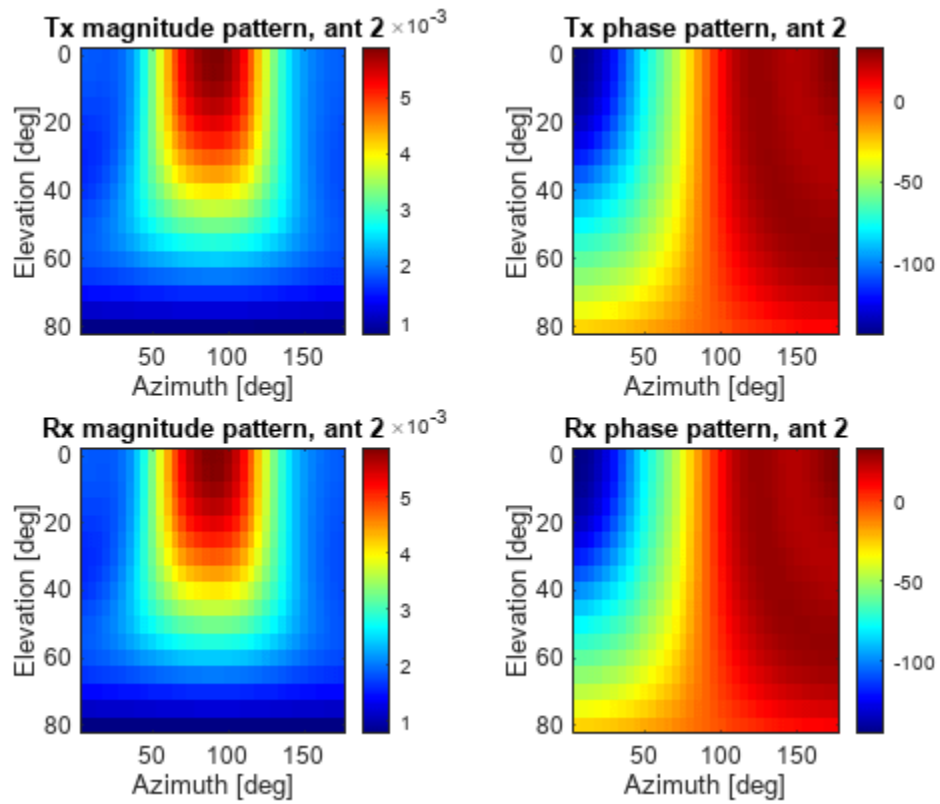 Tx magnitude pattern, ant 2 ×10-3
Tx phase pattern, ant 2
0
20
40
60
80
Elevation [deg]
50 100 150
Azimuth [deg]
5
4
3
2
1
0
20
40
60
80
Elevation [deg]
50 100 150
Azimuth [deg]
0
-50
-100
Rx magnitude pattern, ant 2 ×10-3
Rx phase pattern, ant 2
0
20
40
60
80
Elevation [deg]
50 100 150
Azimuth [deg]
5
4
3
2
1
0
20
40
60
80
Elevation [deg]
50 100 150
Azimuth [deg]
0
-50
-100